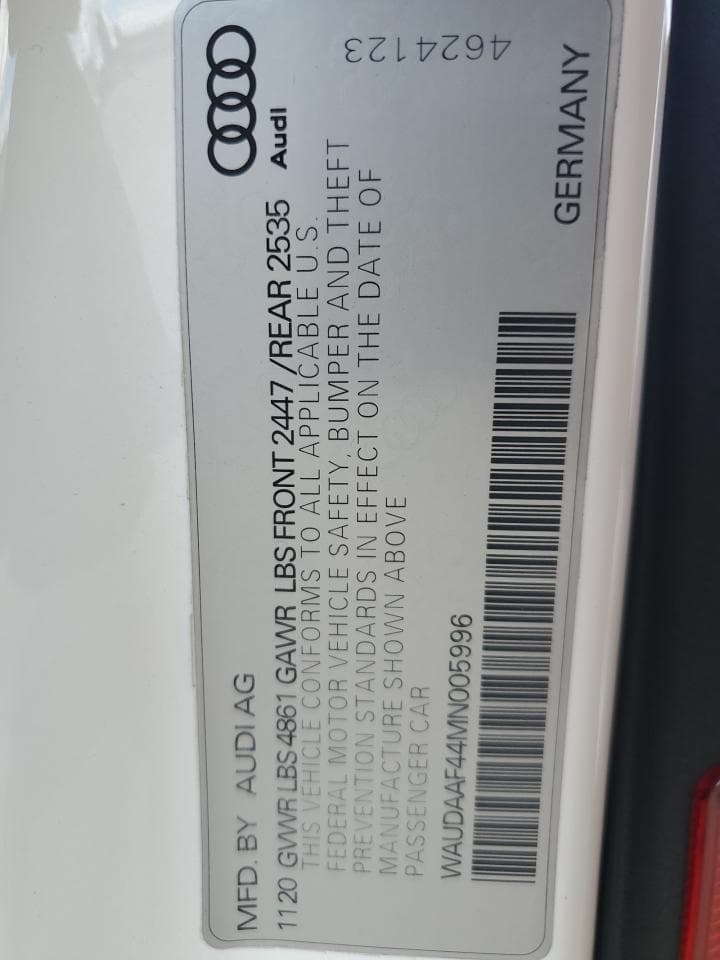 MFD. BY AUDI AG
Audi
11 20 GVWR LBS 4861 GAWR LBS FRONT 2447 /REAR 2535
THIS VEHICLE CONFORMS TO ALL APPLICABLE U.S.
FEDERAL MOTOR VEHICLE SAFETY, BUMPER AND THEFT
PREVENTION STANDARDS IN EFFECT ON THE DATE OF
MANUFACTURE SHOWN ABOVE
PASSENGER CAR
WAUDAAF44MN005996
4624123
GERMANY